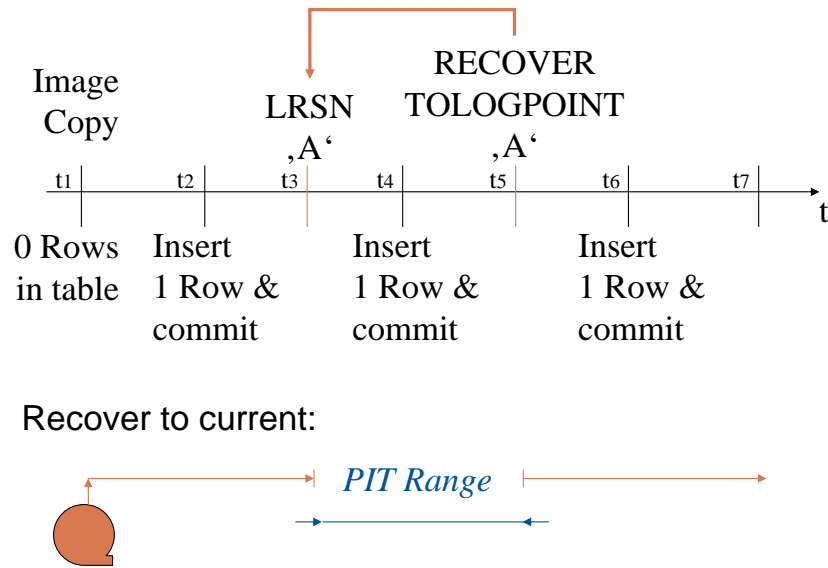 Image
Copy
LRSN
‚A‘
RECOVER
TOLOGPOINT
‚A‘
t1 t2 t3 t4 t5 t6 t7
t
0 Rows
in table
Insert
1 Row &
commit
Insert
1 Row &
commit
Insert
1 Row &
commit
Recover to current:
PIT Range